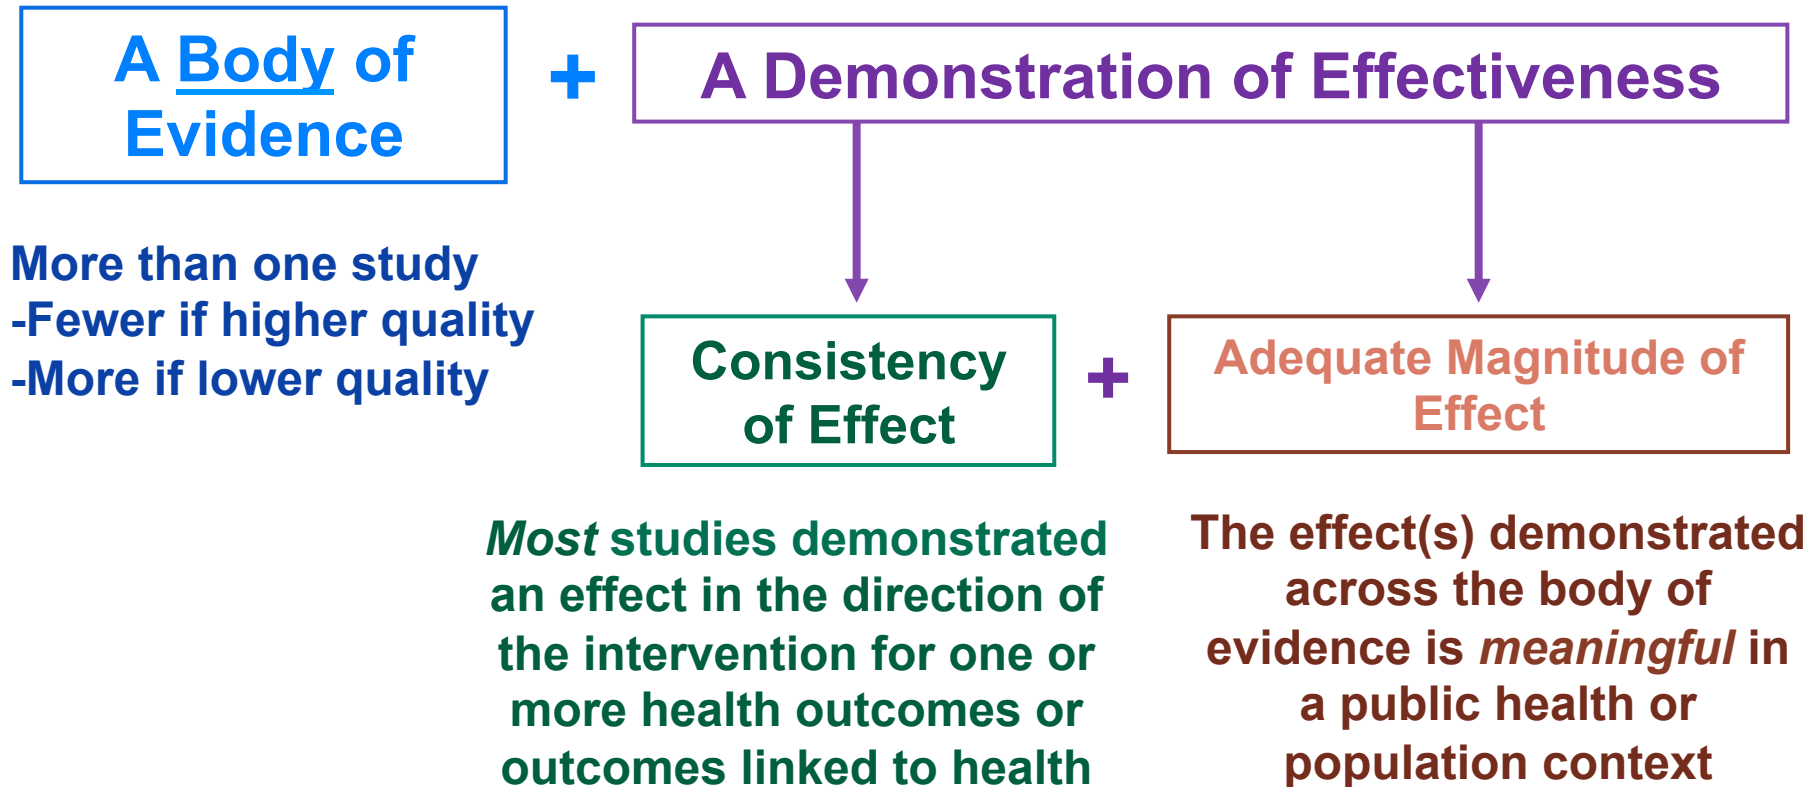 A Body of
Evidence
+
A Demonstration of Effectiveness
More than one study
-Fewer if higher quality
-More if lower quality
Consistency
of Effect
+
Adequate Magnitude of
Effect
Most studies demonstrated
an effect in the direction of
the intervention for one or
more health outcomes or
outcomes linked to health
The effect(s) demonstrated
across the body of
evidence is meaningful in
a public health or
population context